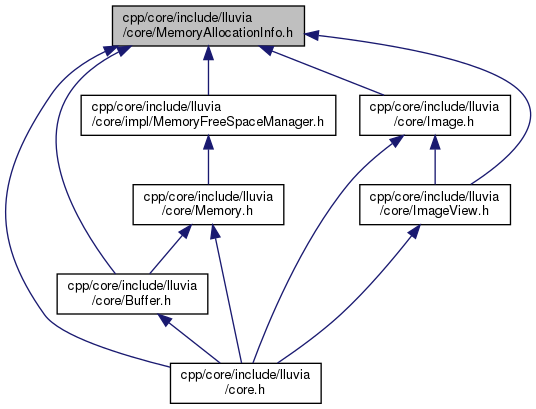 cpp/core/include/lluvia
/core/MemoryAllocationInfo.h
cpp/core/include/lluvia
/core/impl/MemoryFreeSpaceManager.h
cpp/core/include/lluvia
/core/Image.h
cpp/core/include/lluvia
/core/Memory.h
cpp/core/include/lluvia
/core/ImageView.h
cpp/core/include/lluvia
/core/Buffer.h
cpp/core/include/lluvia
/core.h